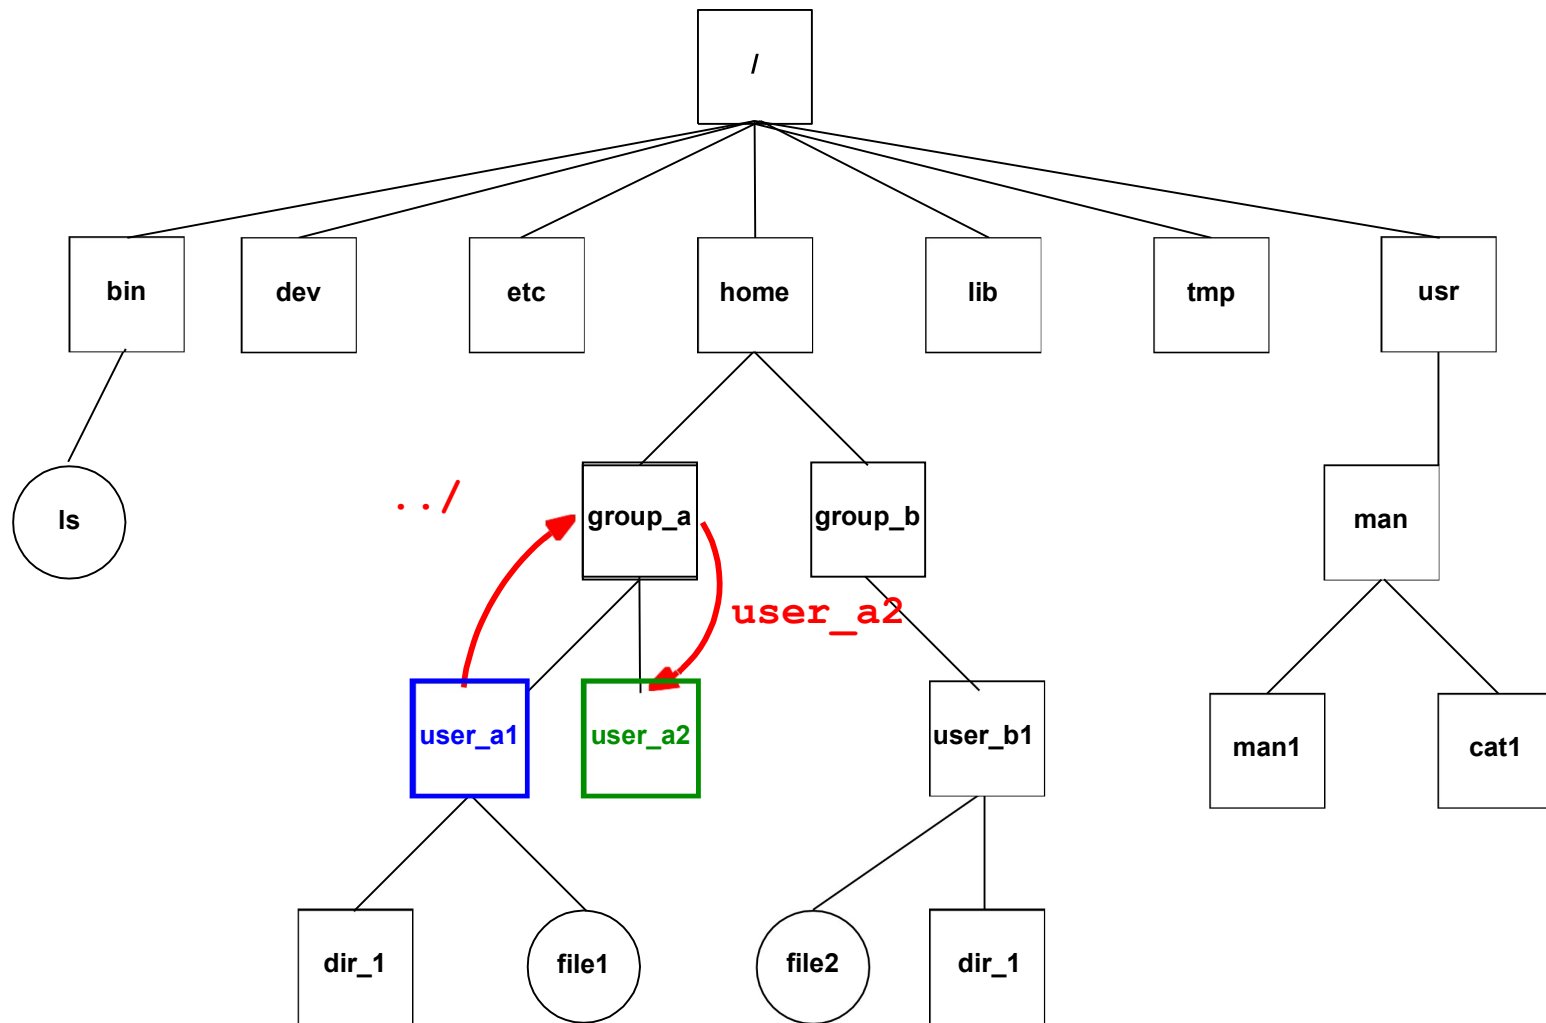 /
bin
dev
etc
home
lib
tmp
usr
ls
../
group_a
group_b
man
user_a2
user_a1
user_a2
user_b1
man1
cat1
dir_1
file1
file2
dir_1